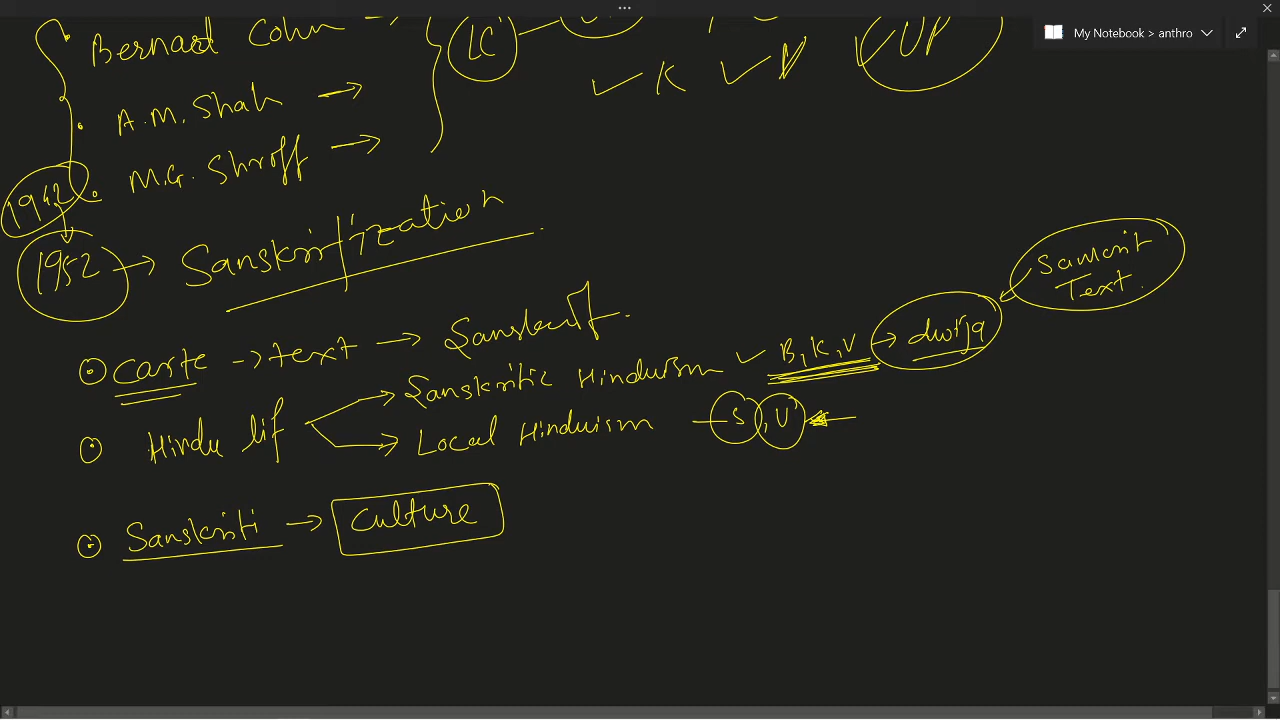 My Notebook > anthro
Bernard Cohn →
LC
A.M. Shah →
✓ K ✓
UP
M.G. Shroff →
1942
1952 → Sanskritization
Sanskrit Text.
Caste → text → Sanskrit.
Sanskritic Hinduism ✓ B, K, V → dwija
Hindu lif
Local Hinduism — S, U ←
Sanskriti → Culture